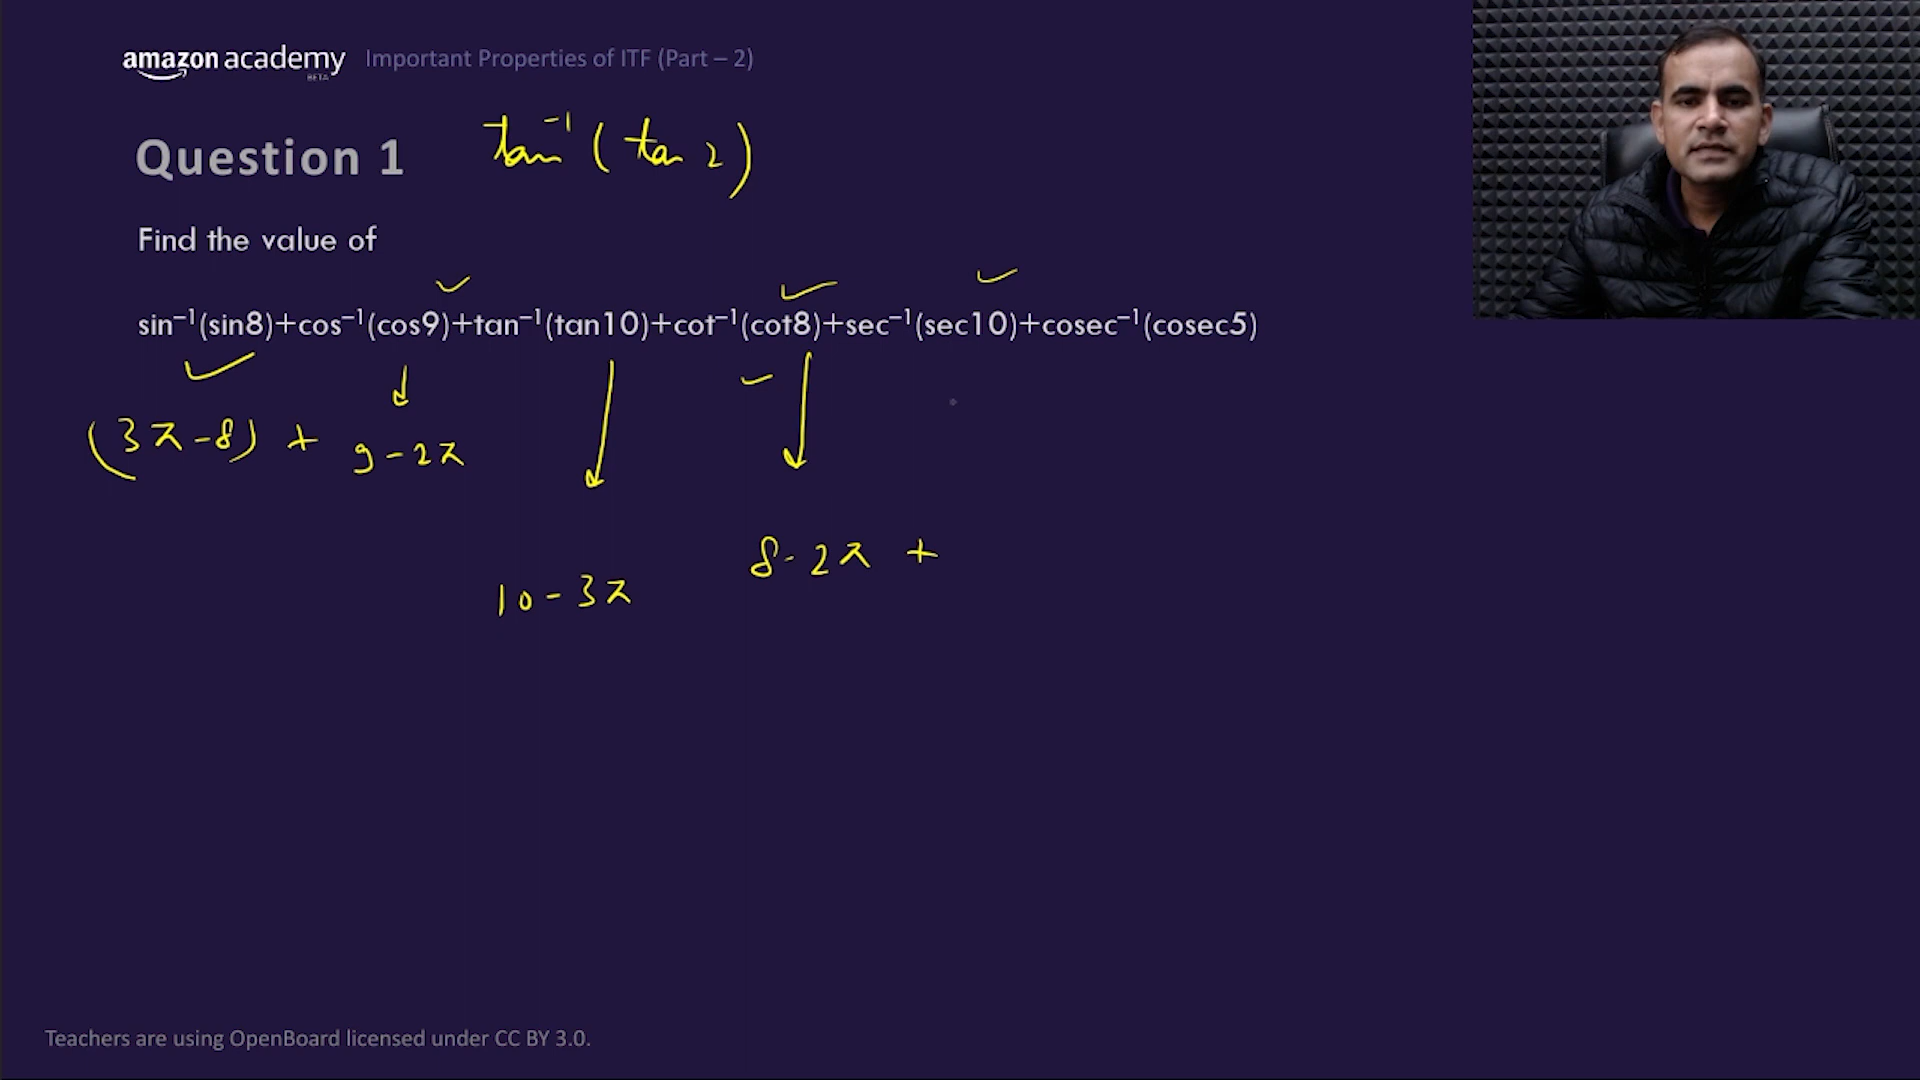 amazon academy Important Properties of ITF (Part – 2)
BETA
Question 1 tan⁻¹ (tan 2)
Find the value of
sin⁻¹(sin8)+cos⁻¹(cos9)+tan⁻¹(tan10)+cot⁻¹(cot8)+sec⁻¹(sec10)+cosec⁻¹(cosec5)
(3π-8) + 9-2π
8-2π +
10-3π
Teachers are using OpenBoard licensed under CC BY 3.0.